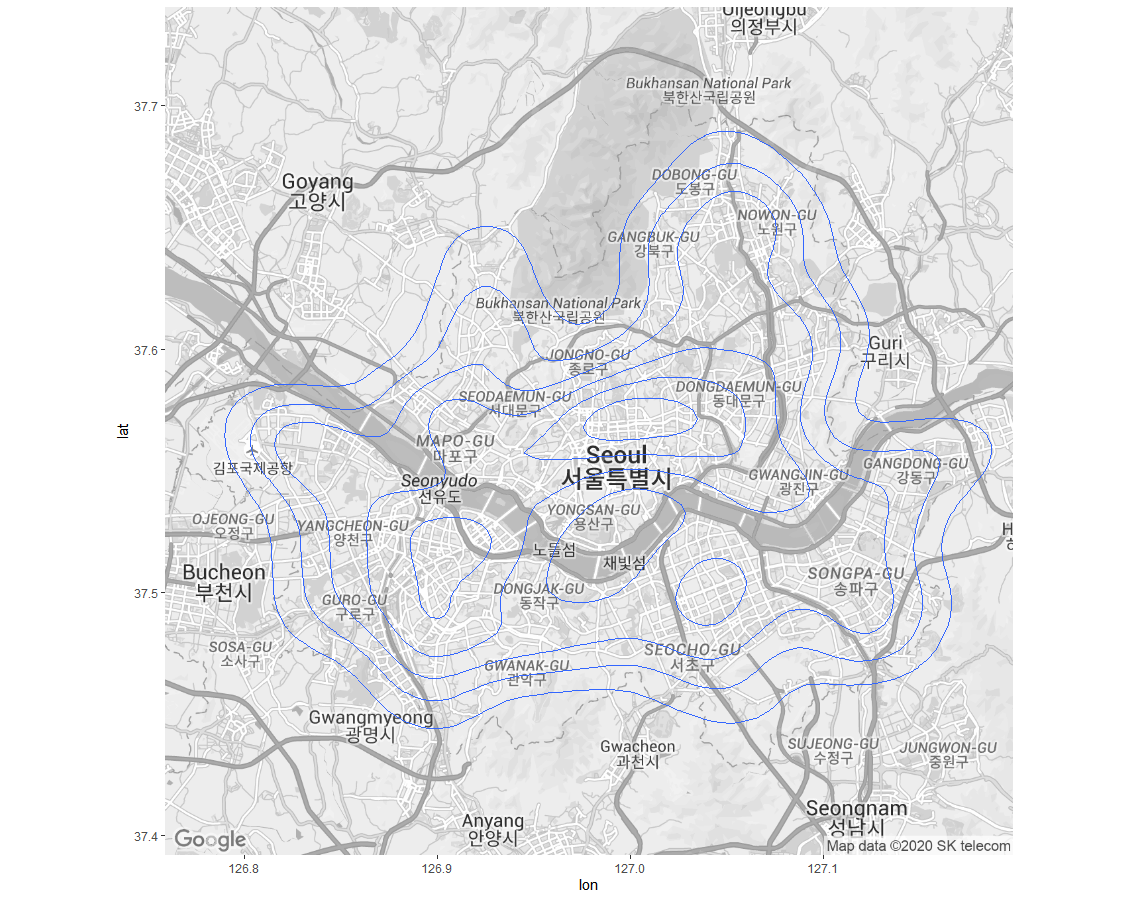 Uijeongbu
의정부시
Bukhansan National Park
북한산국립공원
37.7
DOBONG-GU
도봉구
Goyang
고양시
NOWON-GU
노원구
GANGBUK-GU
강북구
Bukhansan National Park
북한산국립공원
37.6
Guri
구리시
JONGNO-GU
종로구
DONGDAEMUN-GU
동대문구
SEODAEMUN-GU
서대문구
lat
MAPO-GU
마포구
Seoul
서울특별시
김포국제공항
GANGDONG-GU
강동구
GWANGJIN-GU
광진구
Seonyudo
선유도
YONGSAN-GU
용산구
OJEONG-GU
오정구
YANGCHEON-GU
양천구
노들섬
채빛섬
Bucheon
부천시
SONGPA-GU
송파구
37.5
DONGJAK-GU
동작구
GURO-GU
구로구
SOSA-GU
소사구
SEOCHO-GU
서초구
GWANAK-GU
관악구
Gwangmyeong
광명시
Gwacheon
과천시
SUJEONG-GU
수정구
JUNGWON-GU
중원구
Seongnam
성남시
Anyang
안양시
37.4
Google
Map data ©2020 SK telecom
126.8
126.9
127.0
127.1
lon